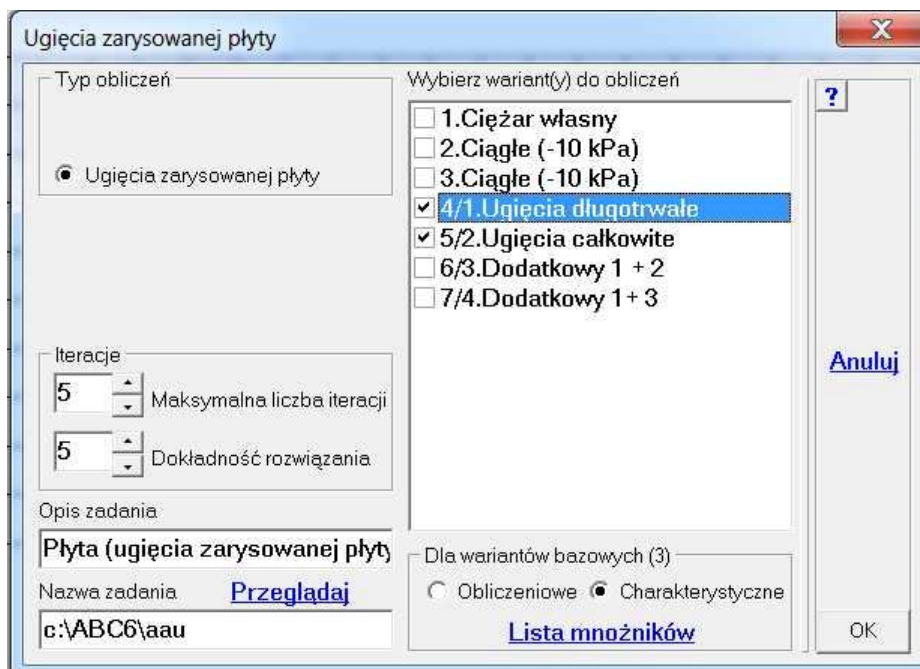 Ugięcia zarysowanej płyty
X
Typ obliczeń
Ugięcia zarysowanej płyty
Iteracje
5 Maksymalna liczba iteracji
5 Dokładność rozwiązania
Opis zadania
Płyta (ugięcia zarysowanej płyty
Nazwa zadania Przeglądaj
c:\ABC6\aau
Wybierz wariant(y) do obliczeń
1.Ciężar własny
2.Ciągłe (-10 kPa)
3.Ciągłe (-10 kPa)
4/1.Ugięcia długotrwałe
5/2.Ugięcia całkowite
6/3.Dodatkowy 1 + 2
7/4.Dodatkowy 1 + 3
Dla wariantów bazowych (3)
Obliczeniowe Charakterystyczne
Lista mnożników
?
Anuluj
OK